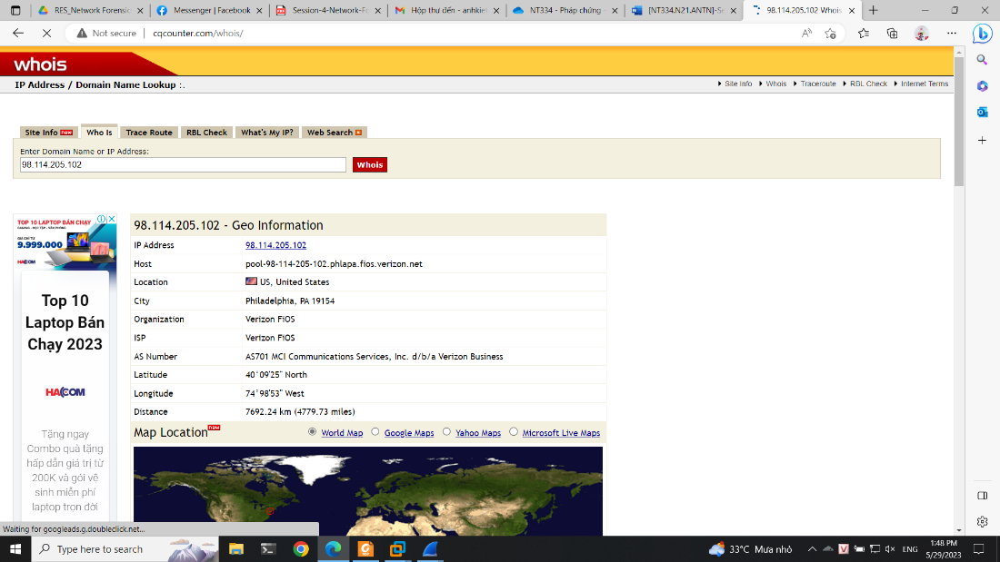 RES_Network Forensic
Messenger | Facebook
Session-4-Network-Fo
Hộp thư đến - anhkiet
NT334 - Pháp chứng -
[NT334.N21.ANTN]-Se
98.114.205.102 Whois
Not secure | cqcounter.com/whois/
whois
IP Address / Domain Name Lookup :.
Site Info Whois Traceroute RBL Check Internet Terms
Site Info new Who Is Trace Route RBL Check What's My IP? Web Search
Enter Domain Name or IP Address:
98.114.205.102 Whois
TOP 10 LAPTOP BÁN CHẠY
9.999.000
HACOM
Top 10
Laptop Bán
Chạy 2023
HACOM
Tặng ngay
Combo quà tặng
hấp dẫn giá trị từ
200K và gói vệ
sinh miễn phí
laptop trọn đời
98.114.205.102 - Geo Information
IP Address 98.114.205.102
Host pool-98-114-205-102.phlapa.fios.verizon.net
Location US, United States
City Philadelphia, PA 19154
Organization Verizon FiOS
ISP Verizon FiOS
AS Number AS701 MCI Communications Services, Inc. d/b/a Verizon Business
Latitude 40°09'25" North
Longitude 74°98'53" West
Distance 7692.24 km (4779.73 miles)
Map Location new World Map Google Maps Yahoo Maps Microsoft Live Maps
Waiting for googleads.g.doubleclick.net...
Type here to search
33°C Mưa nhỏ
ENG
1:48 PM
5/29/2023